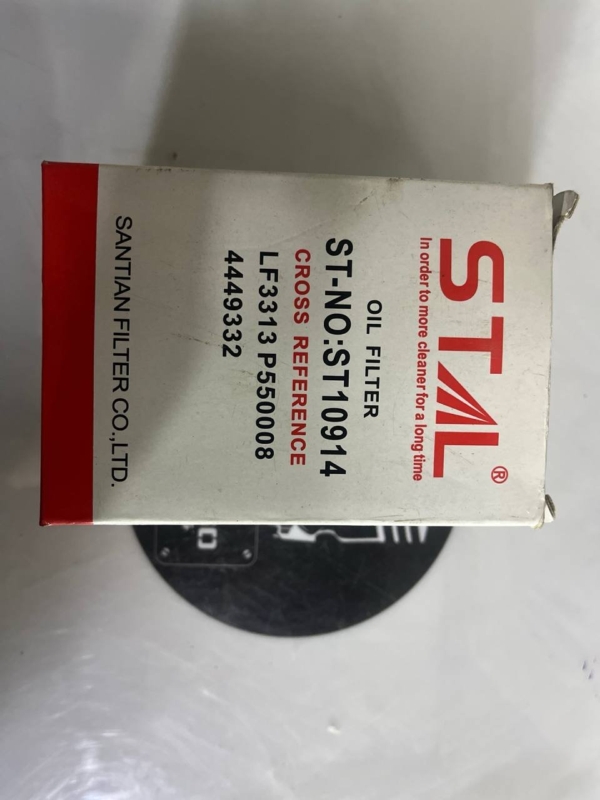 STAL®
In order to more cleaner for a long time
OIL FILTER
ST-NO:ST10914
CROSS REFERENCE
LF3313 P550008
4449332
SANTIAN FILTER CO.,LTD.